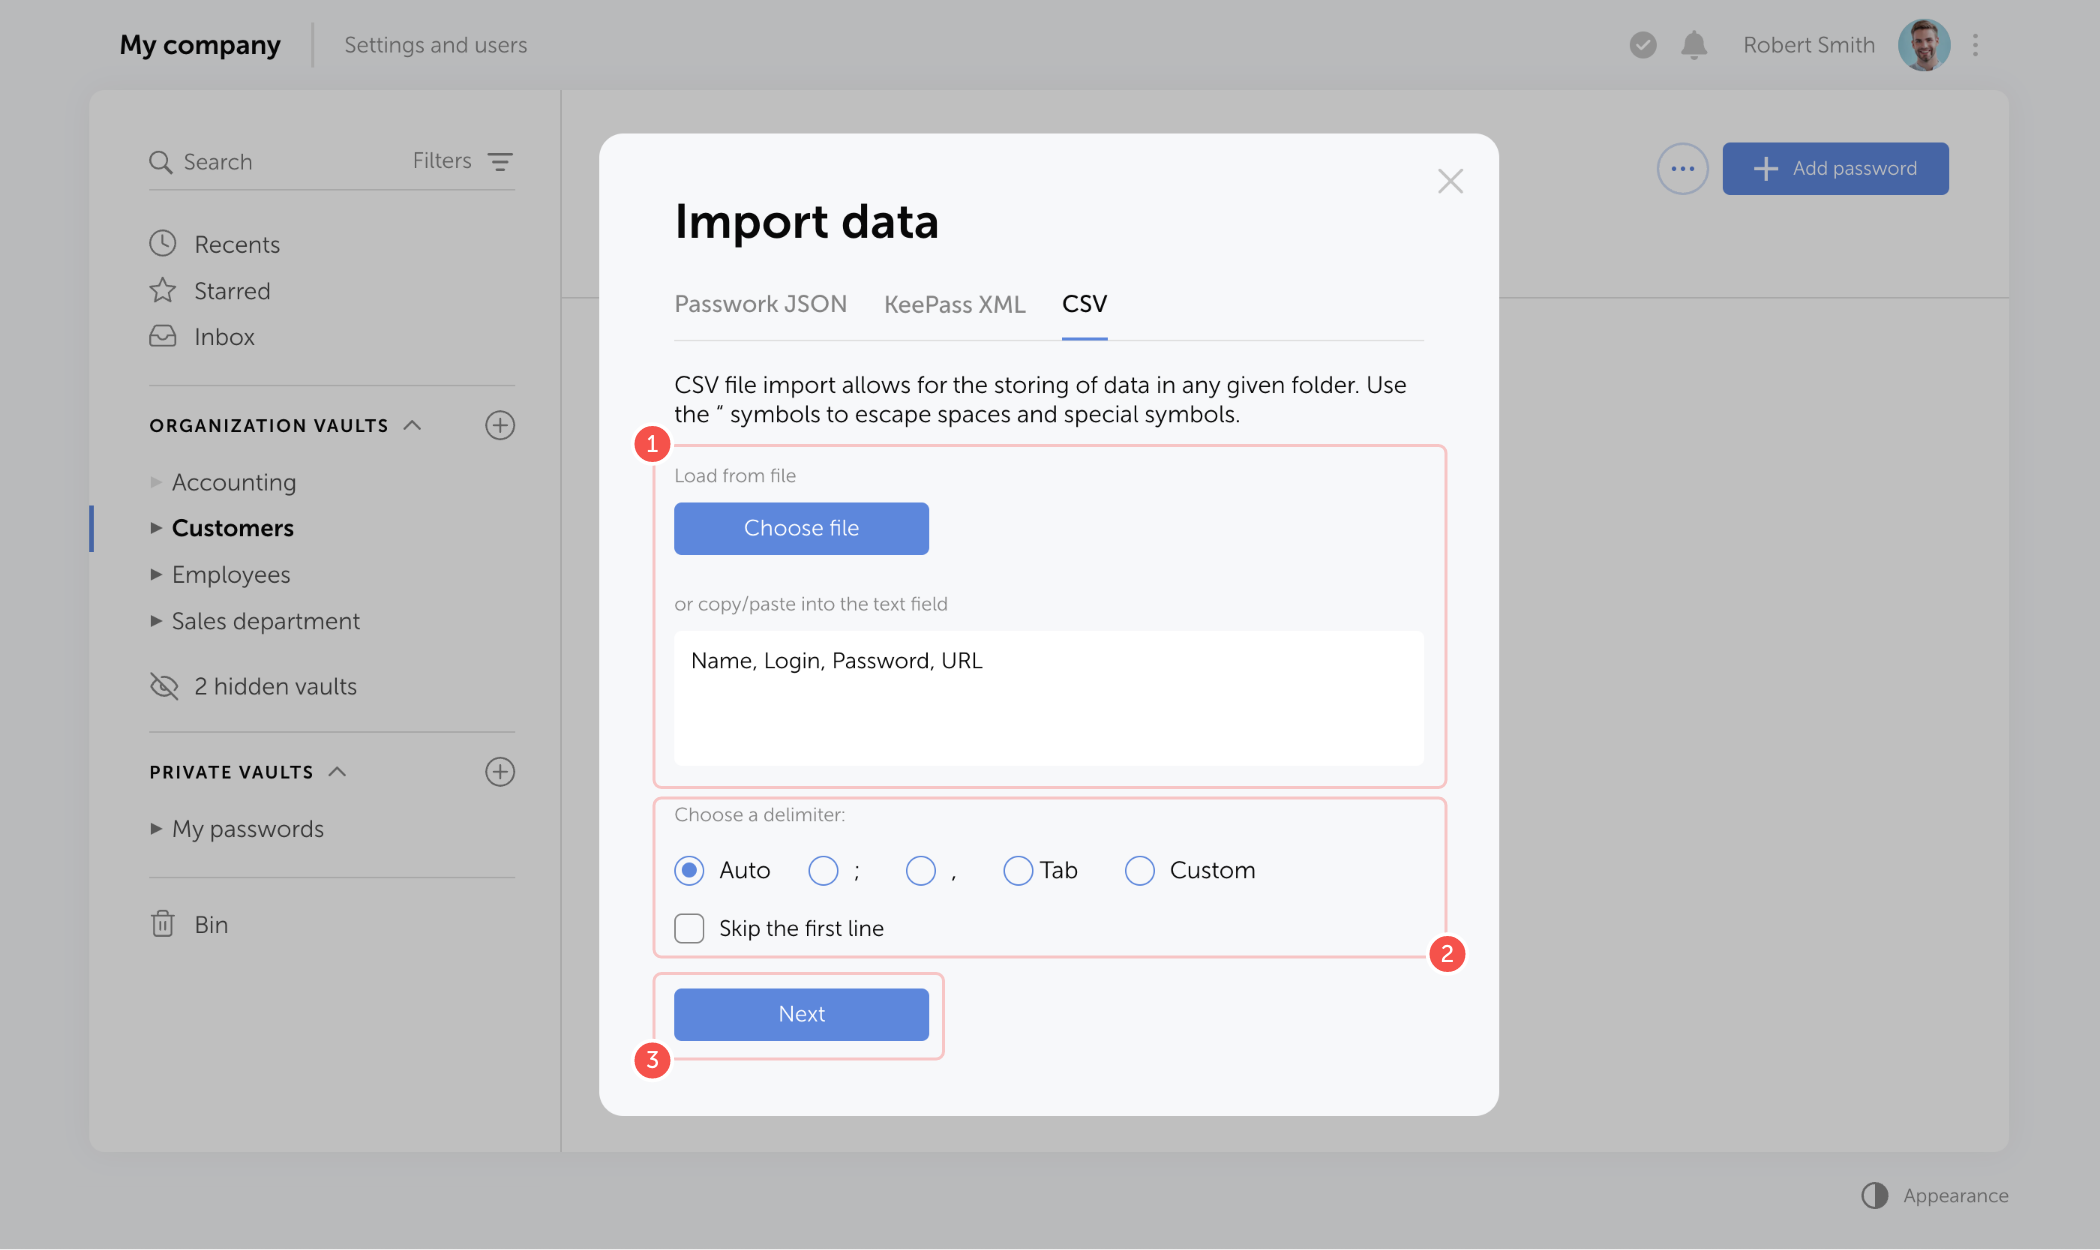 My company
Settings and users
Robert Smith
Search
Filters
Recents
Starred
Inbox
ORGANIZATION VAULTS
Accounting
Customers
Employees
Sales department
2 hidden vaults
PRIVATE VAULTS
My passwords
Bin
Add password
Import data
Passwork JSON KeePass XML CSV
CSV file import allows for the storing of data in any given folder. Use
the “ symbols to escape spaces and special symbols.
1
Load from file
Choose file
or copy/paste into the text field
Name, Login, Password, URL
Choose a delimiter:
Auto ; , Tab Custom
Skip the first line
2
Next
3
Appearance